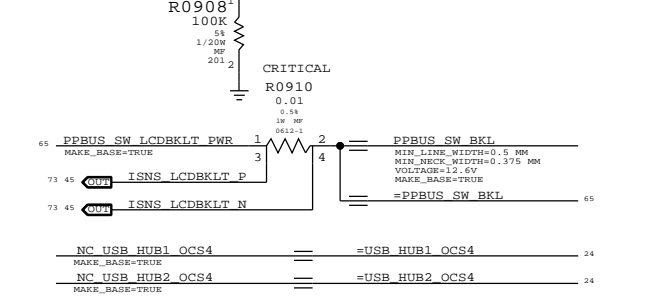 R0908
1
100K
5%
1/20W
MF
201
2
CRITICAL
R0910
0.01
0.5%
1W MF
0612-1
65 PPBUS_SW_LCDBKLT_PWR 1 2 PPBUS_SW_BKL
MAKE_BASE=TRUE 3 4 MIN_LINE_WIDTH=0.5 MM
MIN_NECK_WIDTH=0.375 MM
VOLTAGE=12.6V
MAKE_BASE=TRUE
73 45 OUT ISNS_LCDBKLT_P
=PPBUS_SW_BKL 65
73 45 OUT ISNS_LCDBKLT_N
NC_USB_HUB1_OCS4 =USB_HUB1_OCS4 24
MAKE_BASE=TRUE
NC_USB_HUB2_OCS4 =USB_HUB2_OCS4 24
MAKE_BASE=TRUE